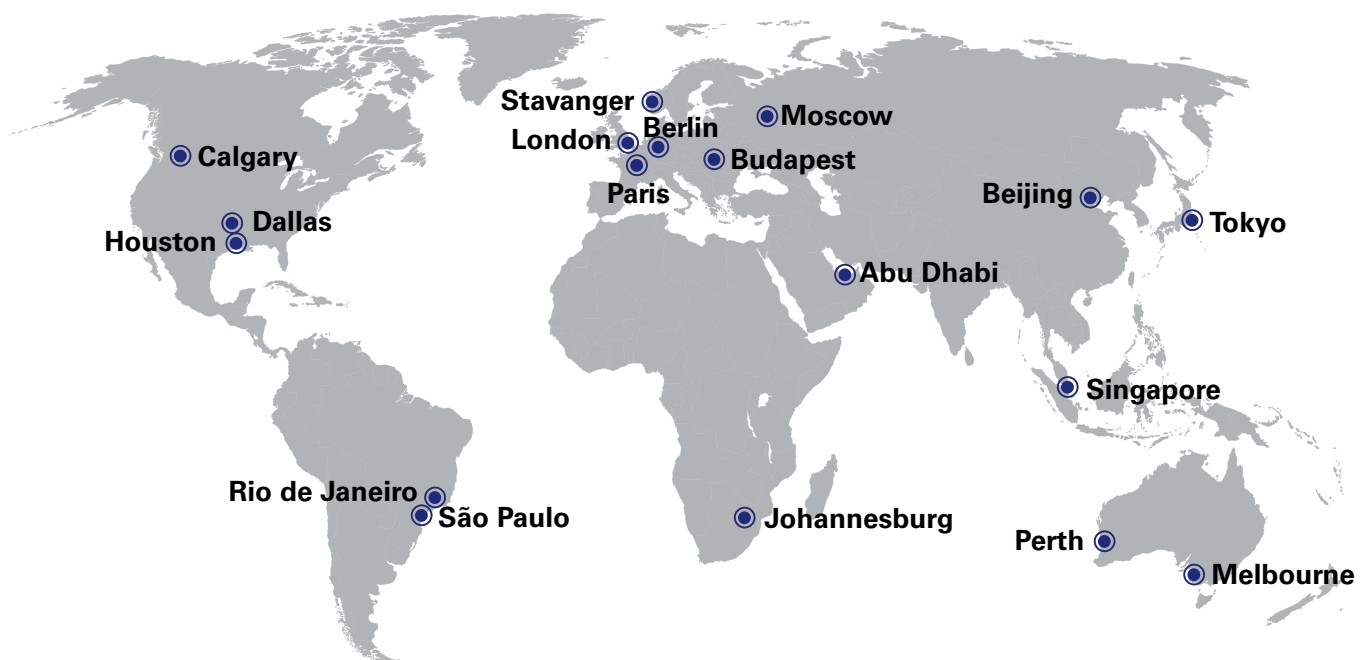 Stavanger
Moscow
London
Berlin
Calgary
Budapest
Paris
Beijing
Dallas
Tokyo
Houston
Abu Dhabi
Singapore
Rio de Janeiro
São Paulo
Johannesburg
Perth
Melbourne